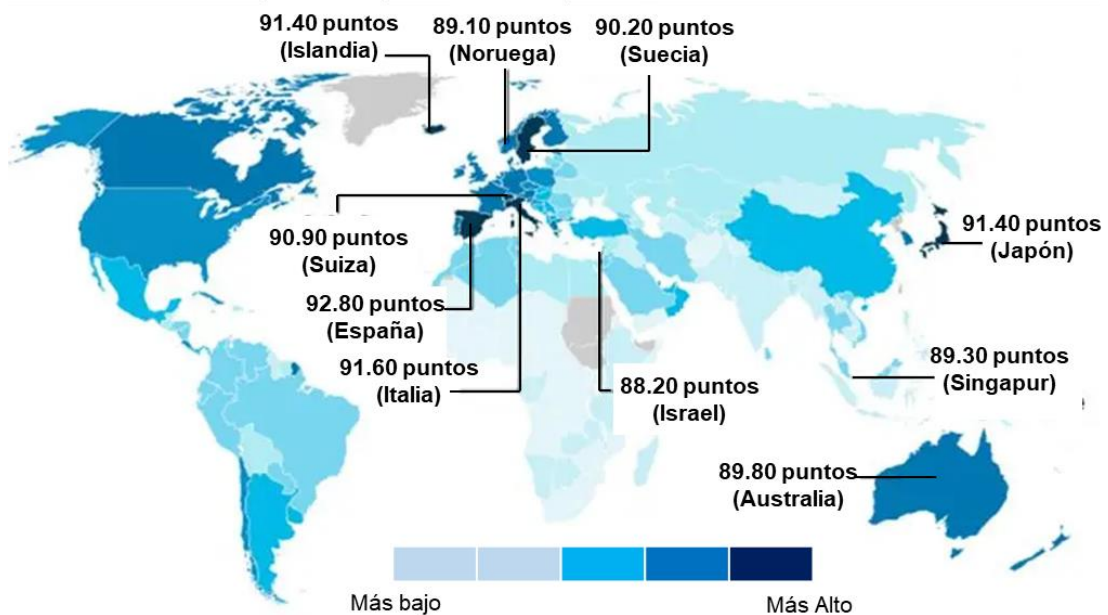 91.40 puntos
(Islandia)
89.10 puntos
(Noruega)
90.20 puntos
(Suecia)
90.90 puntos
(Suiza)
91.40 puntos
(Japón)
92.80 puntos
(España)
91.60 puntos
(Italia)
88.20 puntos
(Israel)
89.30 puntos
(Singapur)
89.80 puntos
(Australia)
Más bajo
Más Alto